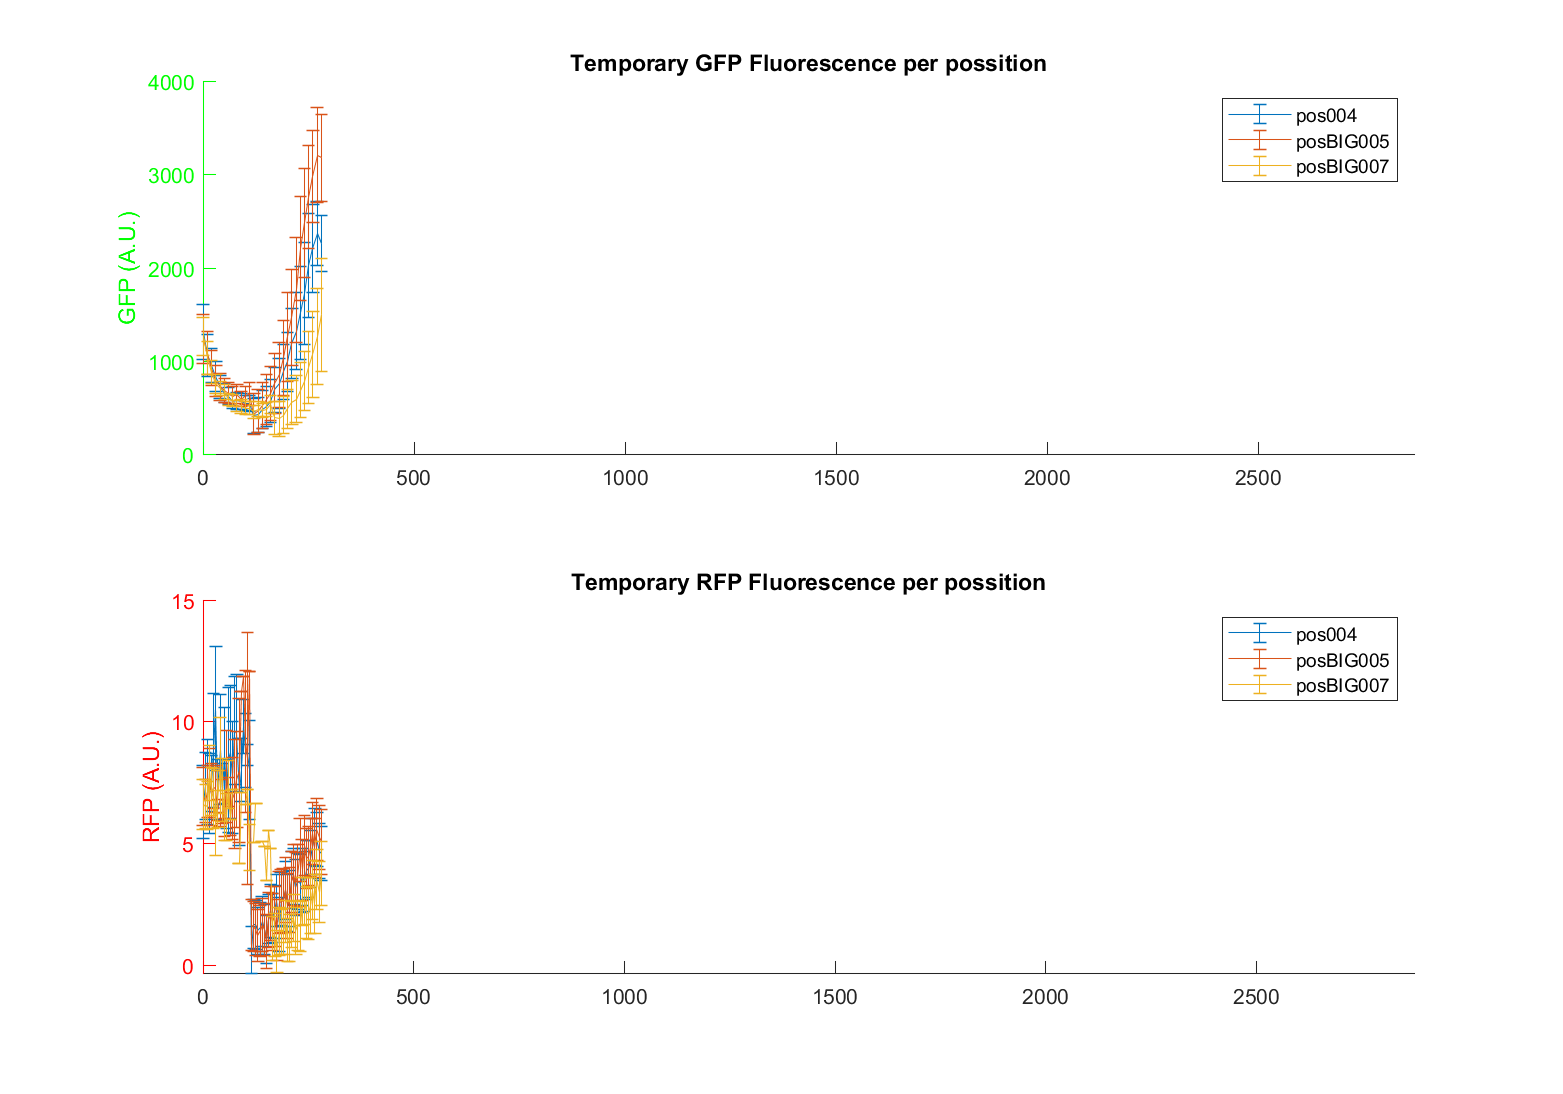 Temporary GFP Fluorescence per possition
4000
3000
2000
1000
0
GFP (A.U.)
pos004
posBIG005
posBIG007
0 500 1000 1500 2000 2500
Temporary RFP Fluorescence per possition
15
10
5
0
RFP (A.U.)
pos004
posBIG005
posBIG007
0 500 1000 1500 2000 2500